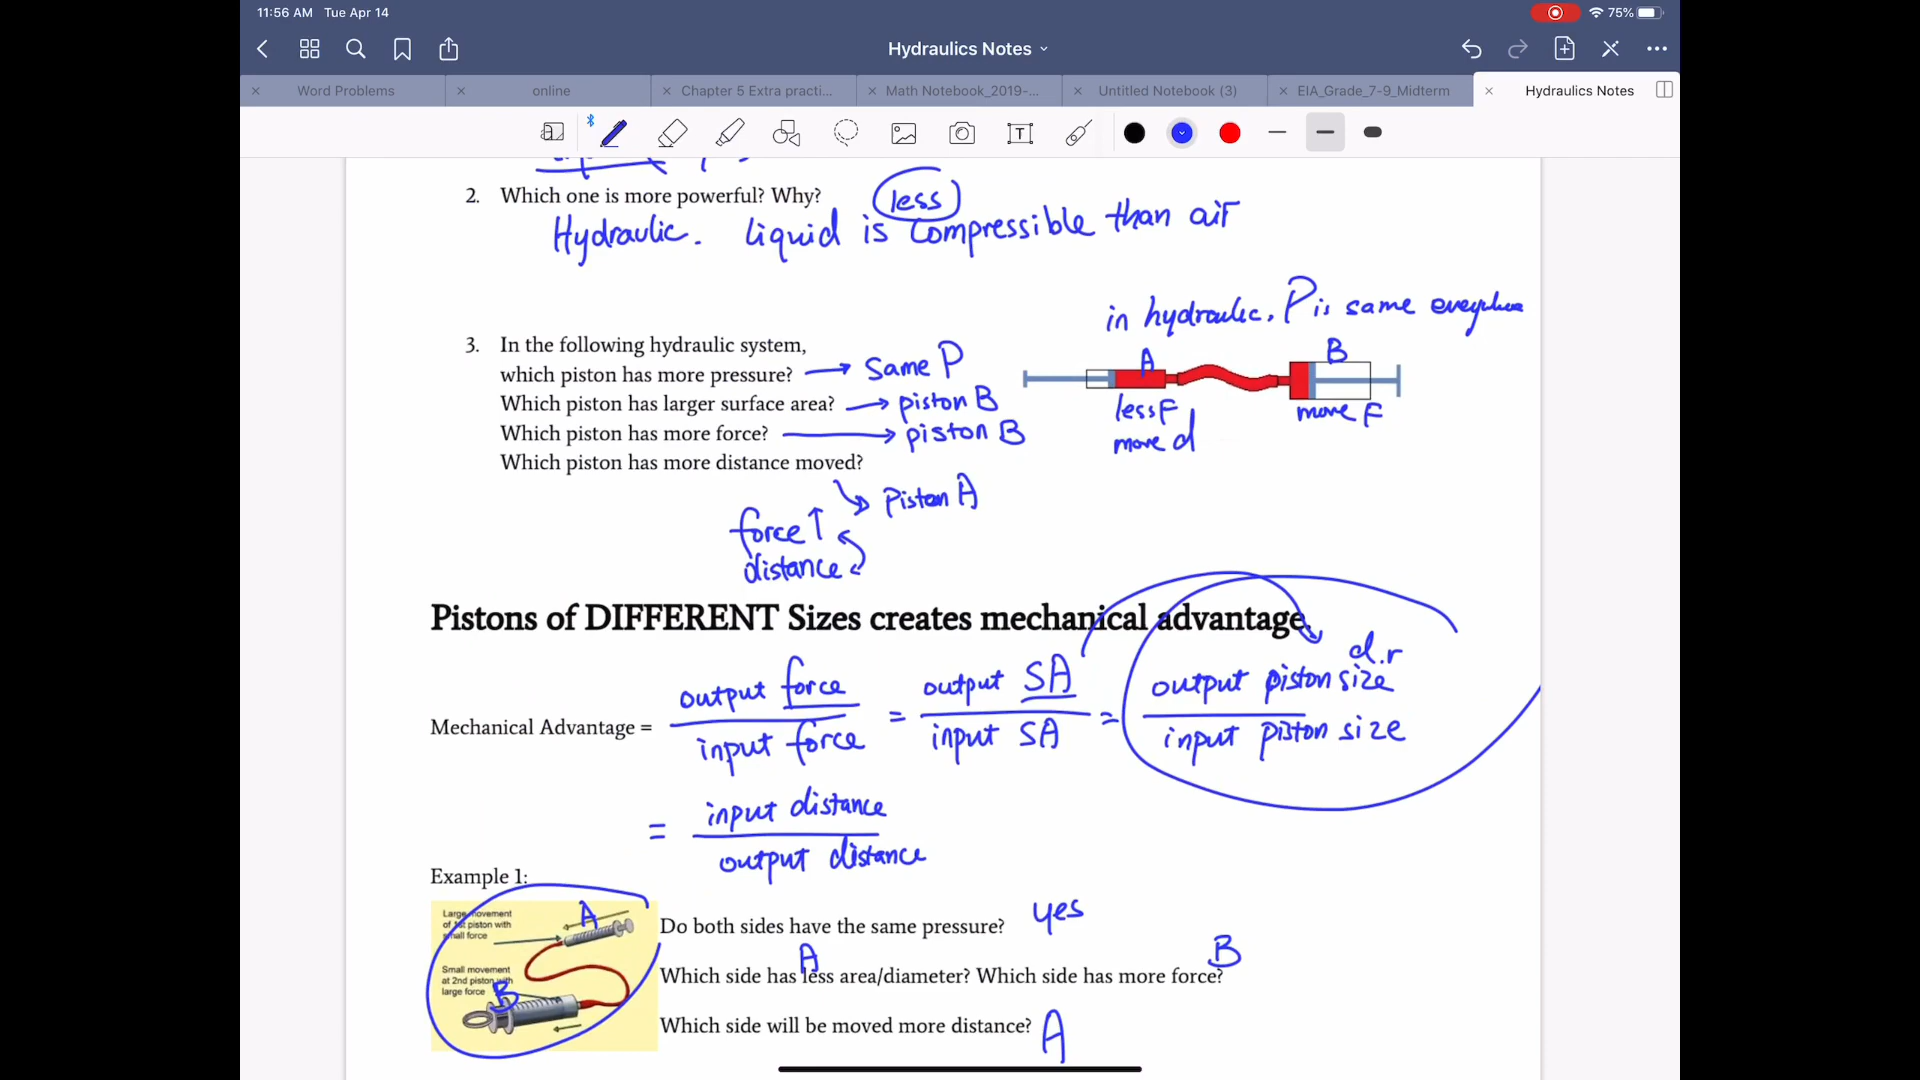 11:56 AM Tue Apr 14
75%
Hydraulics Notes
Word Problems
online
Chapter 5 Extra practi...
Math Notebook_2019-...
Untitled Notebook (3)
EIA_Grade_7-9_Midterm
Hydraulics Notes
2. Which one is more powerful? Why?
less
Hydraulic. liquid is compressible than air
in hydraulic, P is same
3. In the following hydraulic system,
which piston has more pressure? → same P
Which piston has larger surface area? → piston B
Which piston has more force? → piston B
Which piston has more distance moved?
Piston A
A
B
less F
more d
more F
force ↑
distance
Pistons of DIFFERENT Sizes creates mechanical advantage.
d.r
Mechanical Advantage = output force / input force = output SA / input SA = output piston size / input piston size
= input distance / output distance
Example 1:
Large movement
of 1st piston with
small force
A
Small movement
at 2nd piston with
large force
B
Do both sides have the same pressure? yes
A
B
Which side has less area/diameter? Which side has more force?
Which side will be moved more distance? A